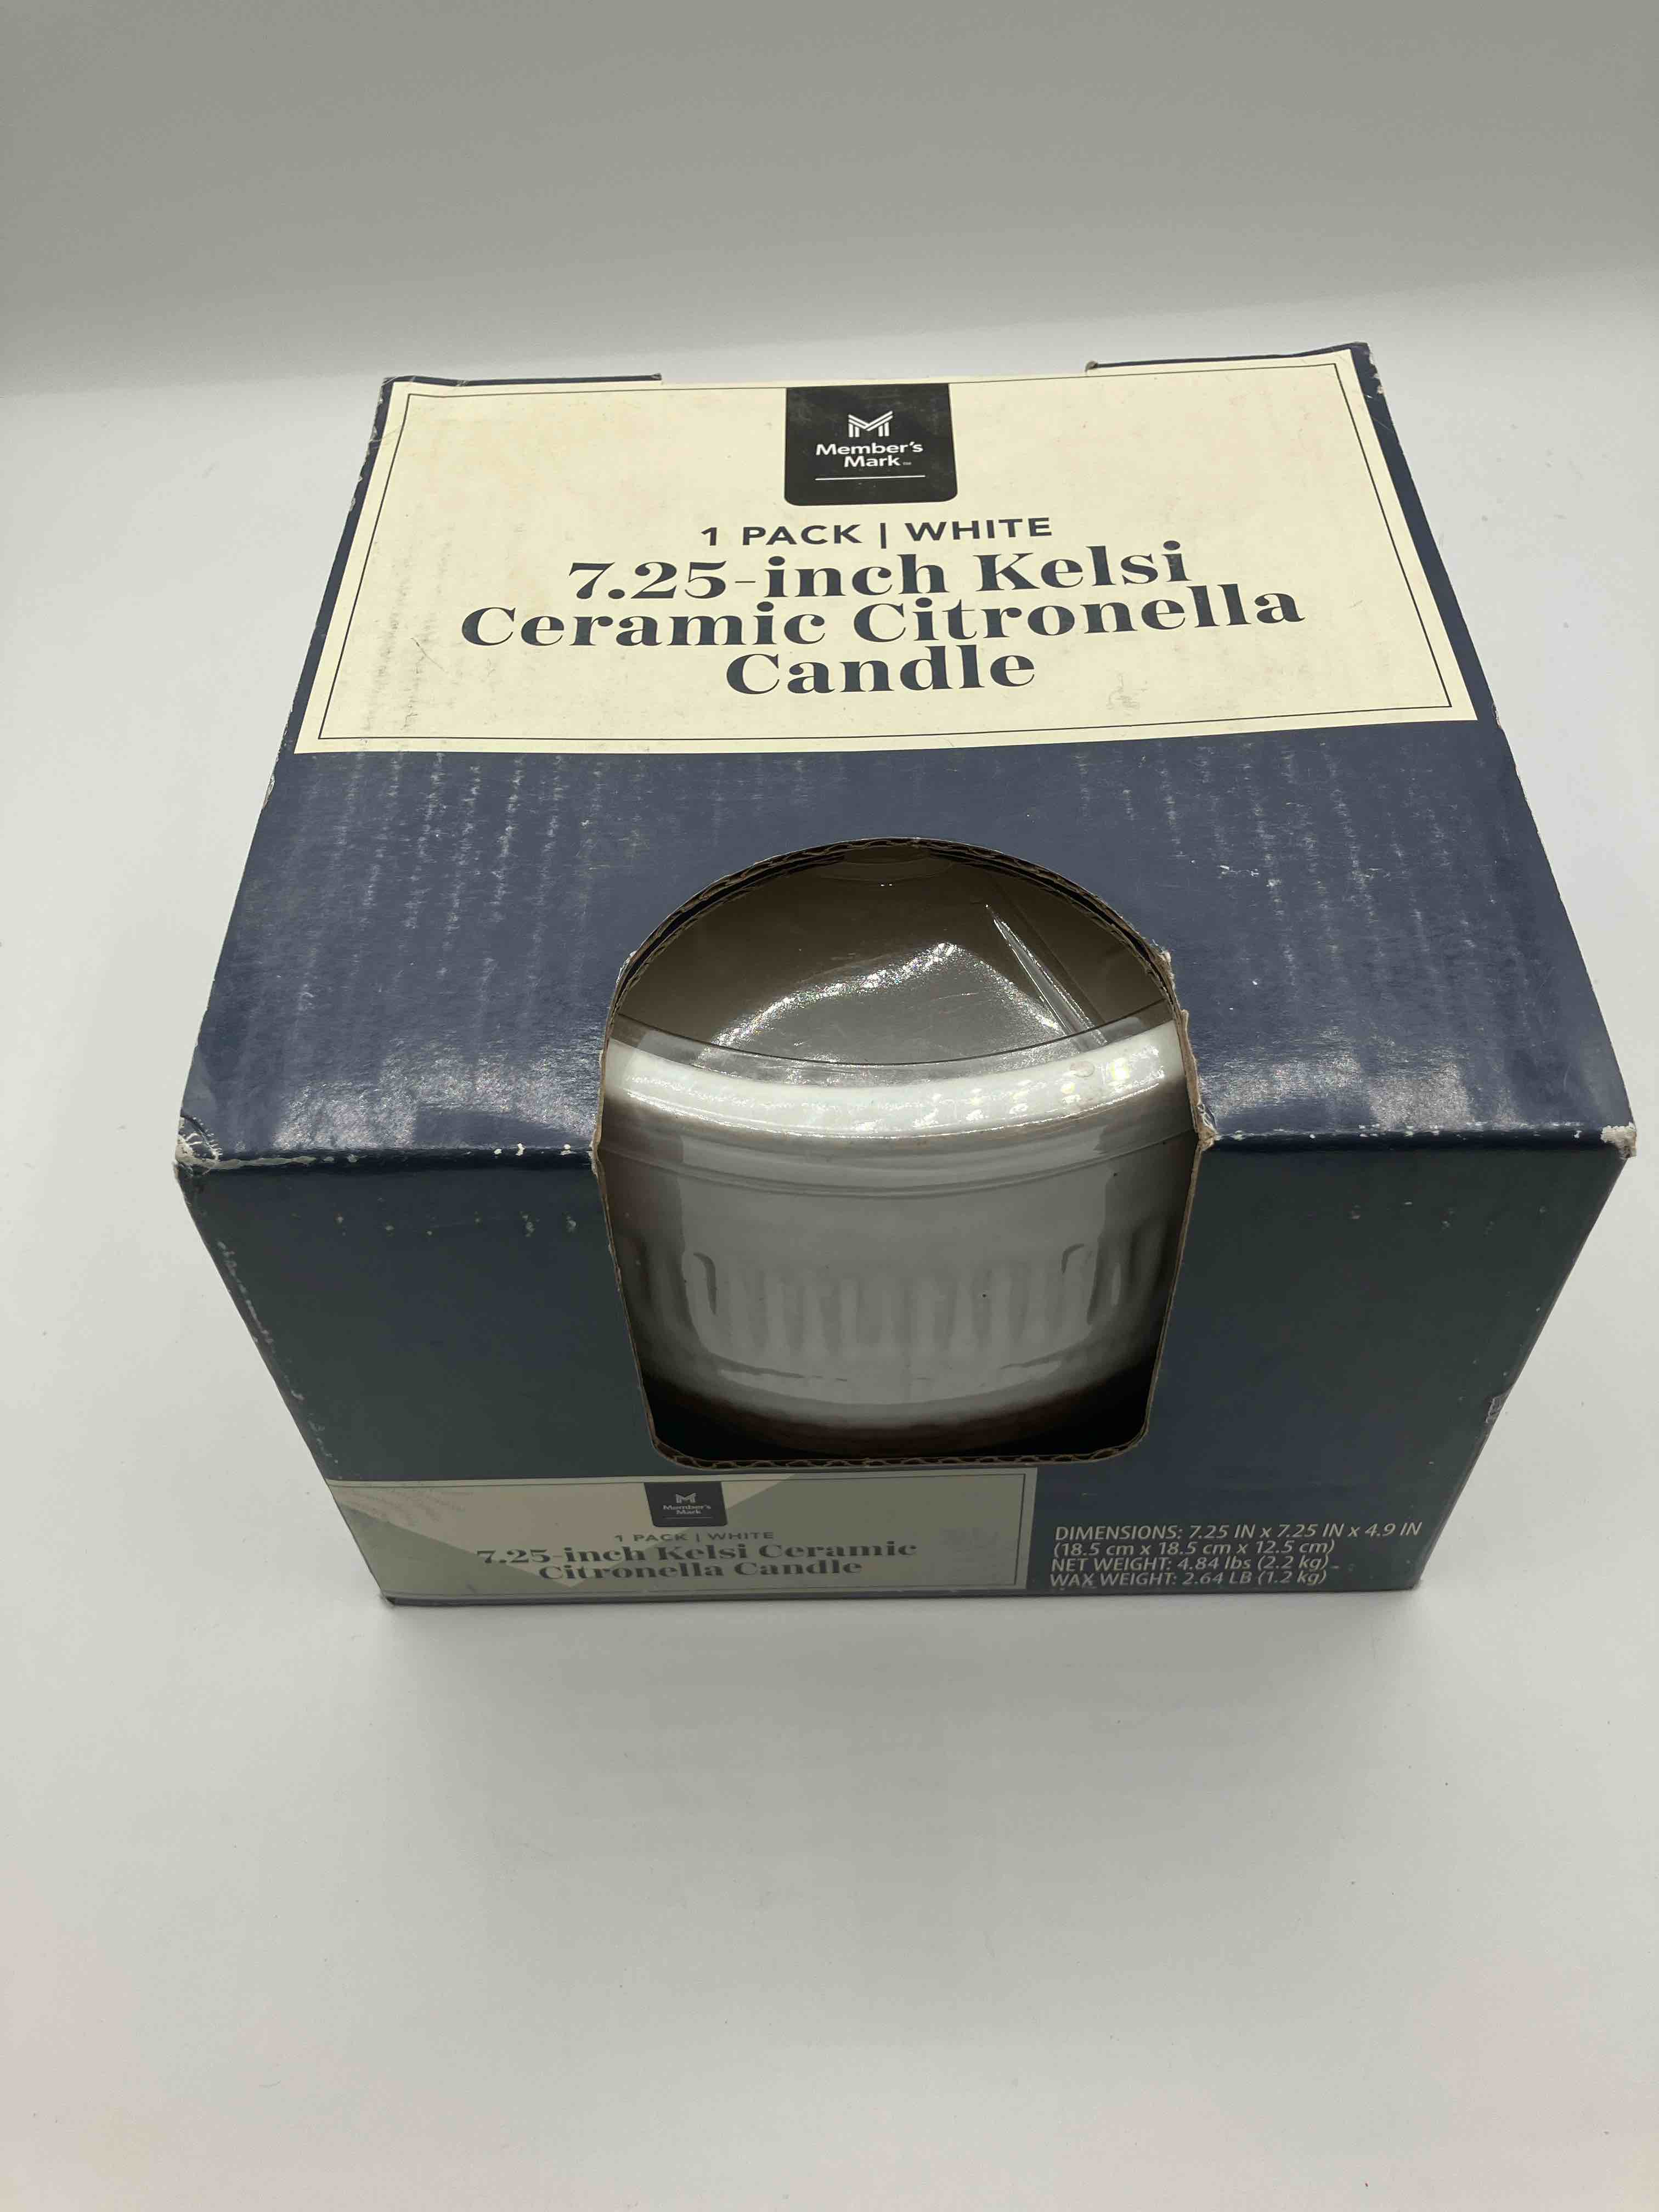 Member's
Mark™
1 PACK | WHITE
7.25-inch Kelsi
Ceramic Citronella
Candle
Member's
Mark
1 PACK | WHITE
7.25-inch Kelsi Ceramic
Citronella Candle
DIMENSIONS: 7.25 IN x 7.25 IN x 4.9 IN
(18.5 cm x 18.5 cm x 12.5 cm)
NET WEIGHT: 4.84 lbs (2.2 kg)
WAX WEIGHT: 2.64 LB (1.2 kg)